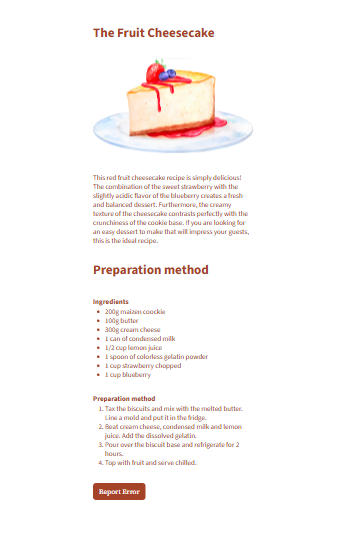 The Fruit Cheesecake
This red fruit cheesecake recipe is simply delicious!
The combination of the sweet strawberry with the
slightly acidic flavor of the blueberry creates a fresh
and balanced dessert. Furthermore, the creamy
texture of the cheesecake contrasts perfectly with the
crunchiness of the cookie base. If you are looking for
an easy dessert to make that will impress your guests,
this is the ideal recipe.
Preparation method
Ingredients
• 200g maizen coockie
• 100g butter
• 300g cream cheese
• 1 can of condensed milk
• 1/2 cup lemon juice
• 1 spoon of colorless gelatin powder
• 1 cup strawberry chopped
• 1 cup blueberry
Preparation method
1. Tax the biscuits and mix with the melted butter.
Line a mold and put it in the fridge.
2. Beat cream cheese, condensed milk and lemon
juice. Add the dissolved gelatin.
3. Pour over the biscuit base and refrigerate for 2
hours.
4. Top with fruit and serve chilled.
Report Error